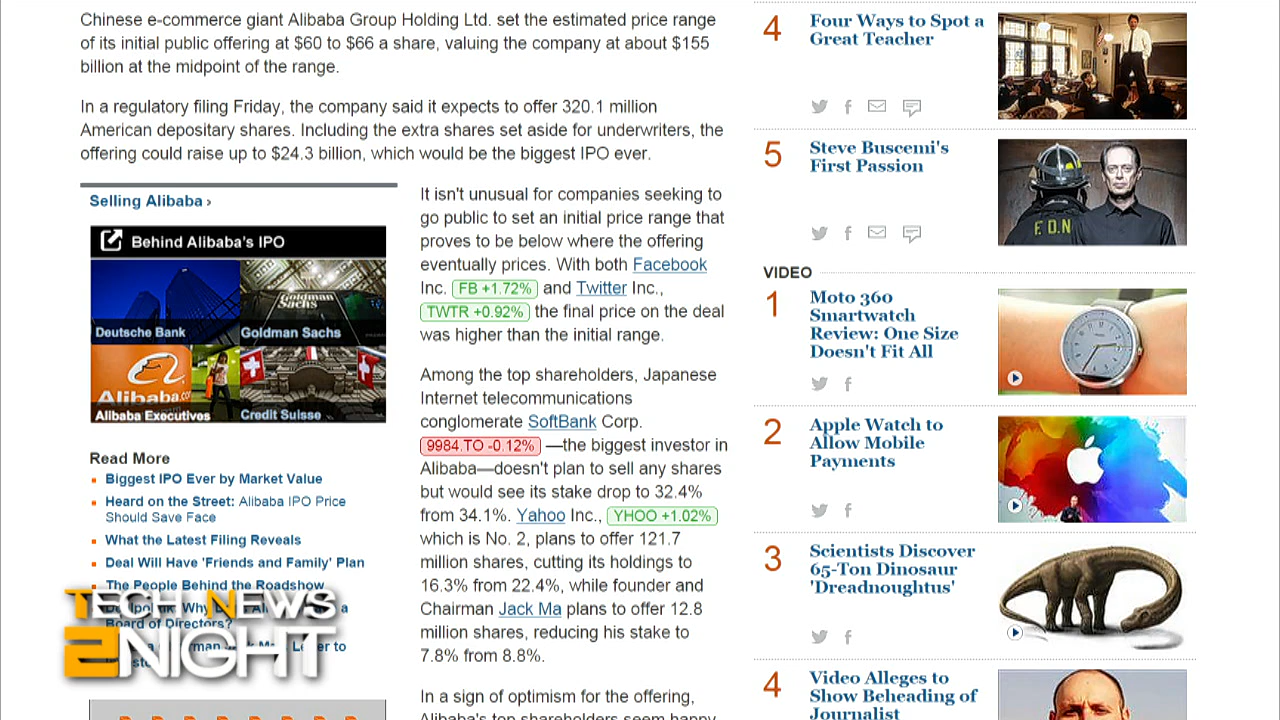 Chinese e-commerce giant Alibaba Group Holding Ltd. set the estimated price range
of its initial public offering at $60 to $66 a share, valuing the company at about $155
billion at the midpoint of the range.
In a regulatory filing Friday, the company said it expects to offer 320.1 million
American depositary shares. Including the extra shares set aside for underwriters, the
offering could raise up to $24.3 billion, which would be the biggest IPO ever.
Selling Alibaba ›
Behind Alibaba's IPO
Deutsche Bank
Goldman Sachs
Goldman Sachs
Alibaba.co
Alibaba Executives
Credit Suisse
Read More
Biggest IPO Ever by Market Value
Heard on the Street: Alibaba IPO Price
Should Save Face
What the Latest Filing Reveals
Deal Will Have 'Friends and Family' Plan
The People Behind the Roadshow
Why a
Board of Directors?
to
TECH NEWS
2NIGHT
It isn't unusual for companies seeking to
go public to set an initial price range that
proves to be below where the offering
eventually prices. With both Facebook
Inc. FB +1.72% and Twitter Inc.,
TWTR +0.92% the final price on the deal
was higher than the initial range.
Among the top shareholders, Japanese
Internet telecommunications
conglomerate SoftBank Corp.
9984.TO -0.12% —the biggest investor in
Alibaba—doesn't plan to sell any shares
but would see its stake drop to 32.4%
from 34.1%. Yahoo Inc., YHOO +1.02%
which is No. 2, plans to offer 121.7
million shares, cutting its holdings to
16.3% from 22.4%, while founder and
Chairman Jack Ma plans to offer 12.8
million shares, reducing his stake to
7.8% from 8.8%.
In a sign of optimism for the offering,
Alibaba's top shareholders seem happy
4
Four Ways to Spot a
Great Teacher
5
Steve Buscemi's
First Passion
F.D.N
VIDEO
1
Moto 360
Smartwatch
Review: One Size
Doesn't Fit All
2
Apple Watch to
Allow Mobile
Payments
3
Scientists Discover
65-Ton Dinosaur
'Dreadnoughtus'
4
Video Alleges to
Show Beheading of
Journalist